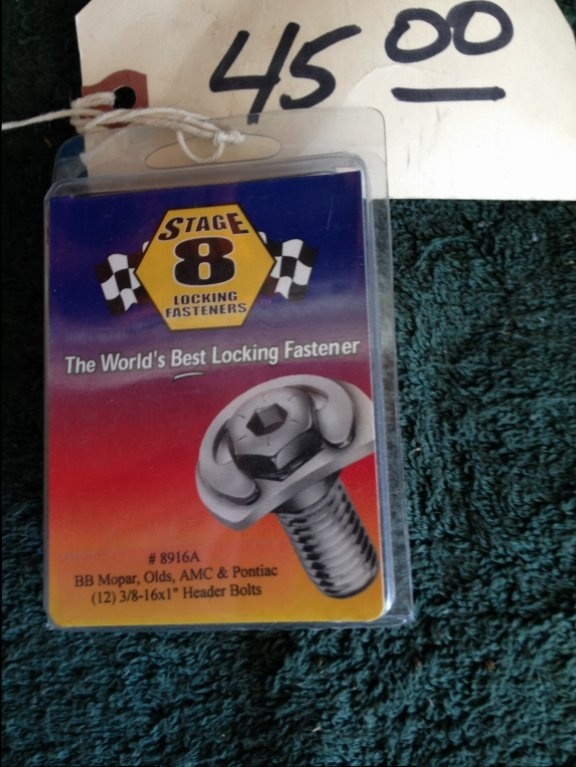 45 00
STAGE
8
LOCKING
FASTENERS
The World's Best Locking Fastener
# 8916A
BB Mopar, Olds, AMC & Pontiac
(12) 3/8-16x1" Header Bolts